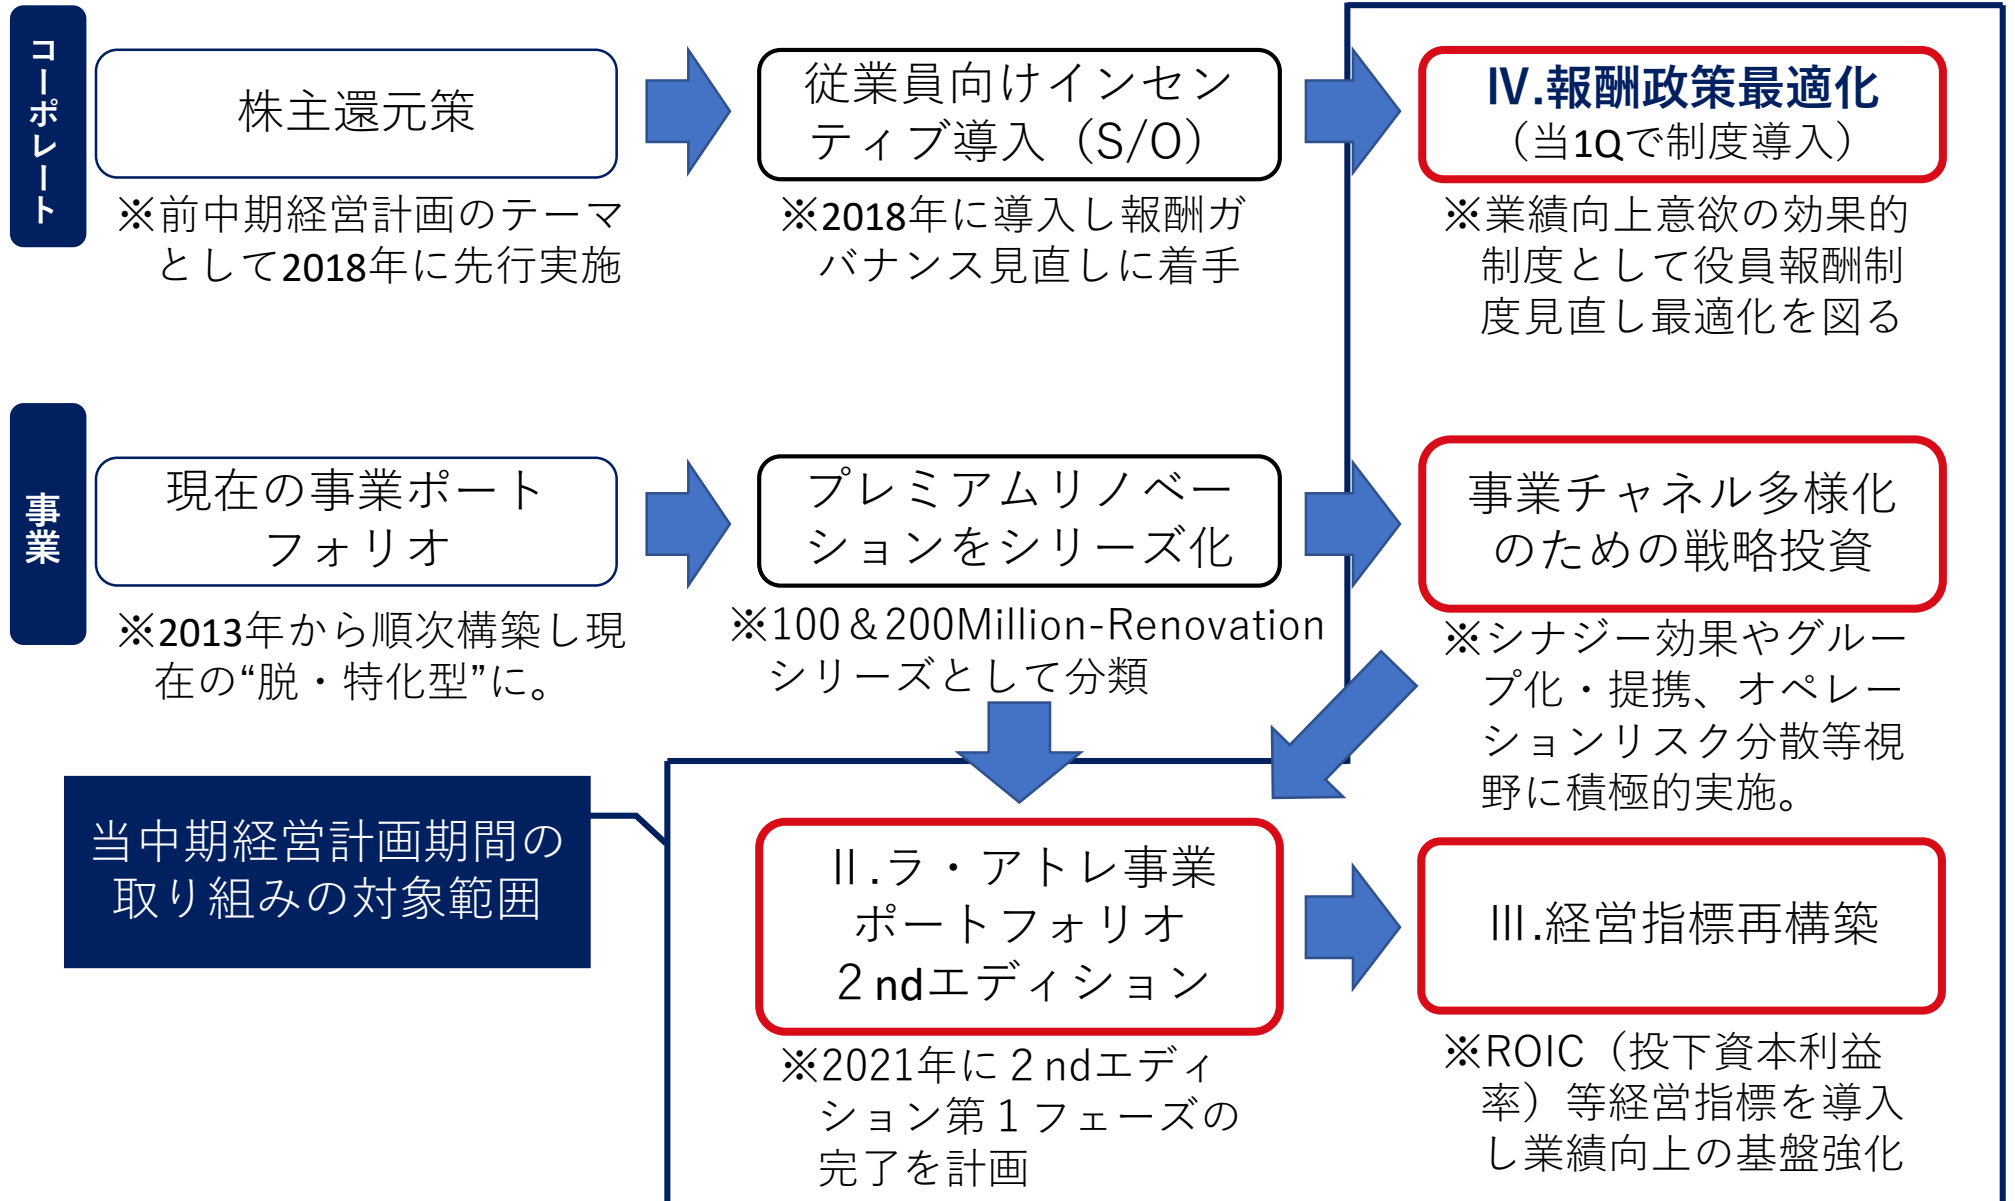 コーポレート
株主還元策
※前中期経営計画のテーマ
として2018年に先行実施
従業員向けインセン
ティブ導入（S/O）
※2018年に導入し報酬ガ
バナンス見直しに着手
Ⅳ.報酬政策最適化
（当1Qで制度導入）
※業績向上意欲の効果的
制度として役員報酬制
度見直し最適化を図る
事業
現在の事業ポート
フォリオ
※2013年から順次構築し現
在の“脱・特化型”に。
プレミアムリノベー
ションをシリーズ化
※100＆200Million-Renovation
シリーズとして分類
事業チャネル多様化
のための戦略投資
※シナジー効果やグルー
プ化・提携、オペレー
ションリスク分散等視
野に積極的実施。
当中期経営計画期間の
取り組みの対象範囲
Ⅱ.ラ・アトレ事業
ポートフォリオ
２ndエディション
※2021年に２ndエディ
ション第１フェーズの
完了を計画
Ⅲ.経営指標再構築
※ROIC（投下資本利益
率）等経営指標を導入
し業績向上の基盤強化